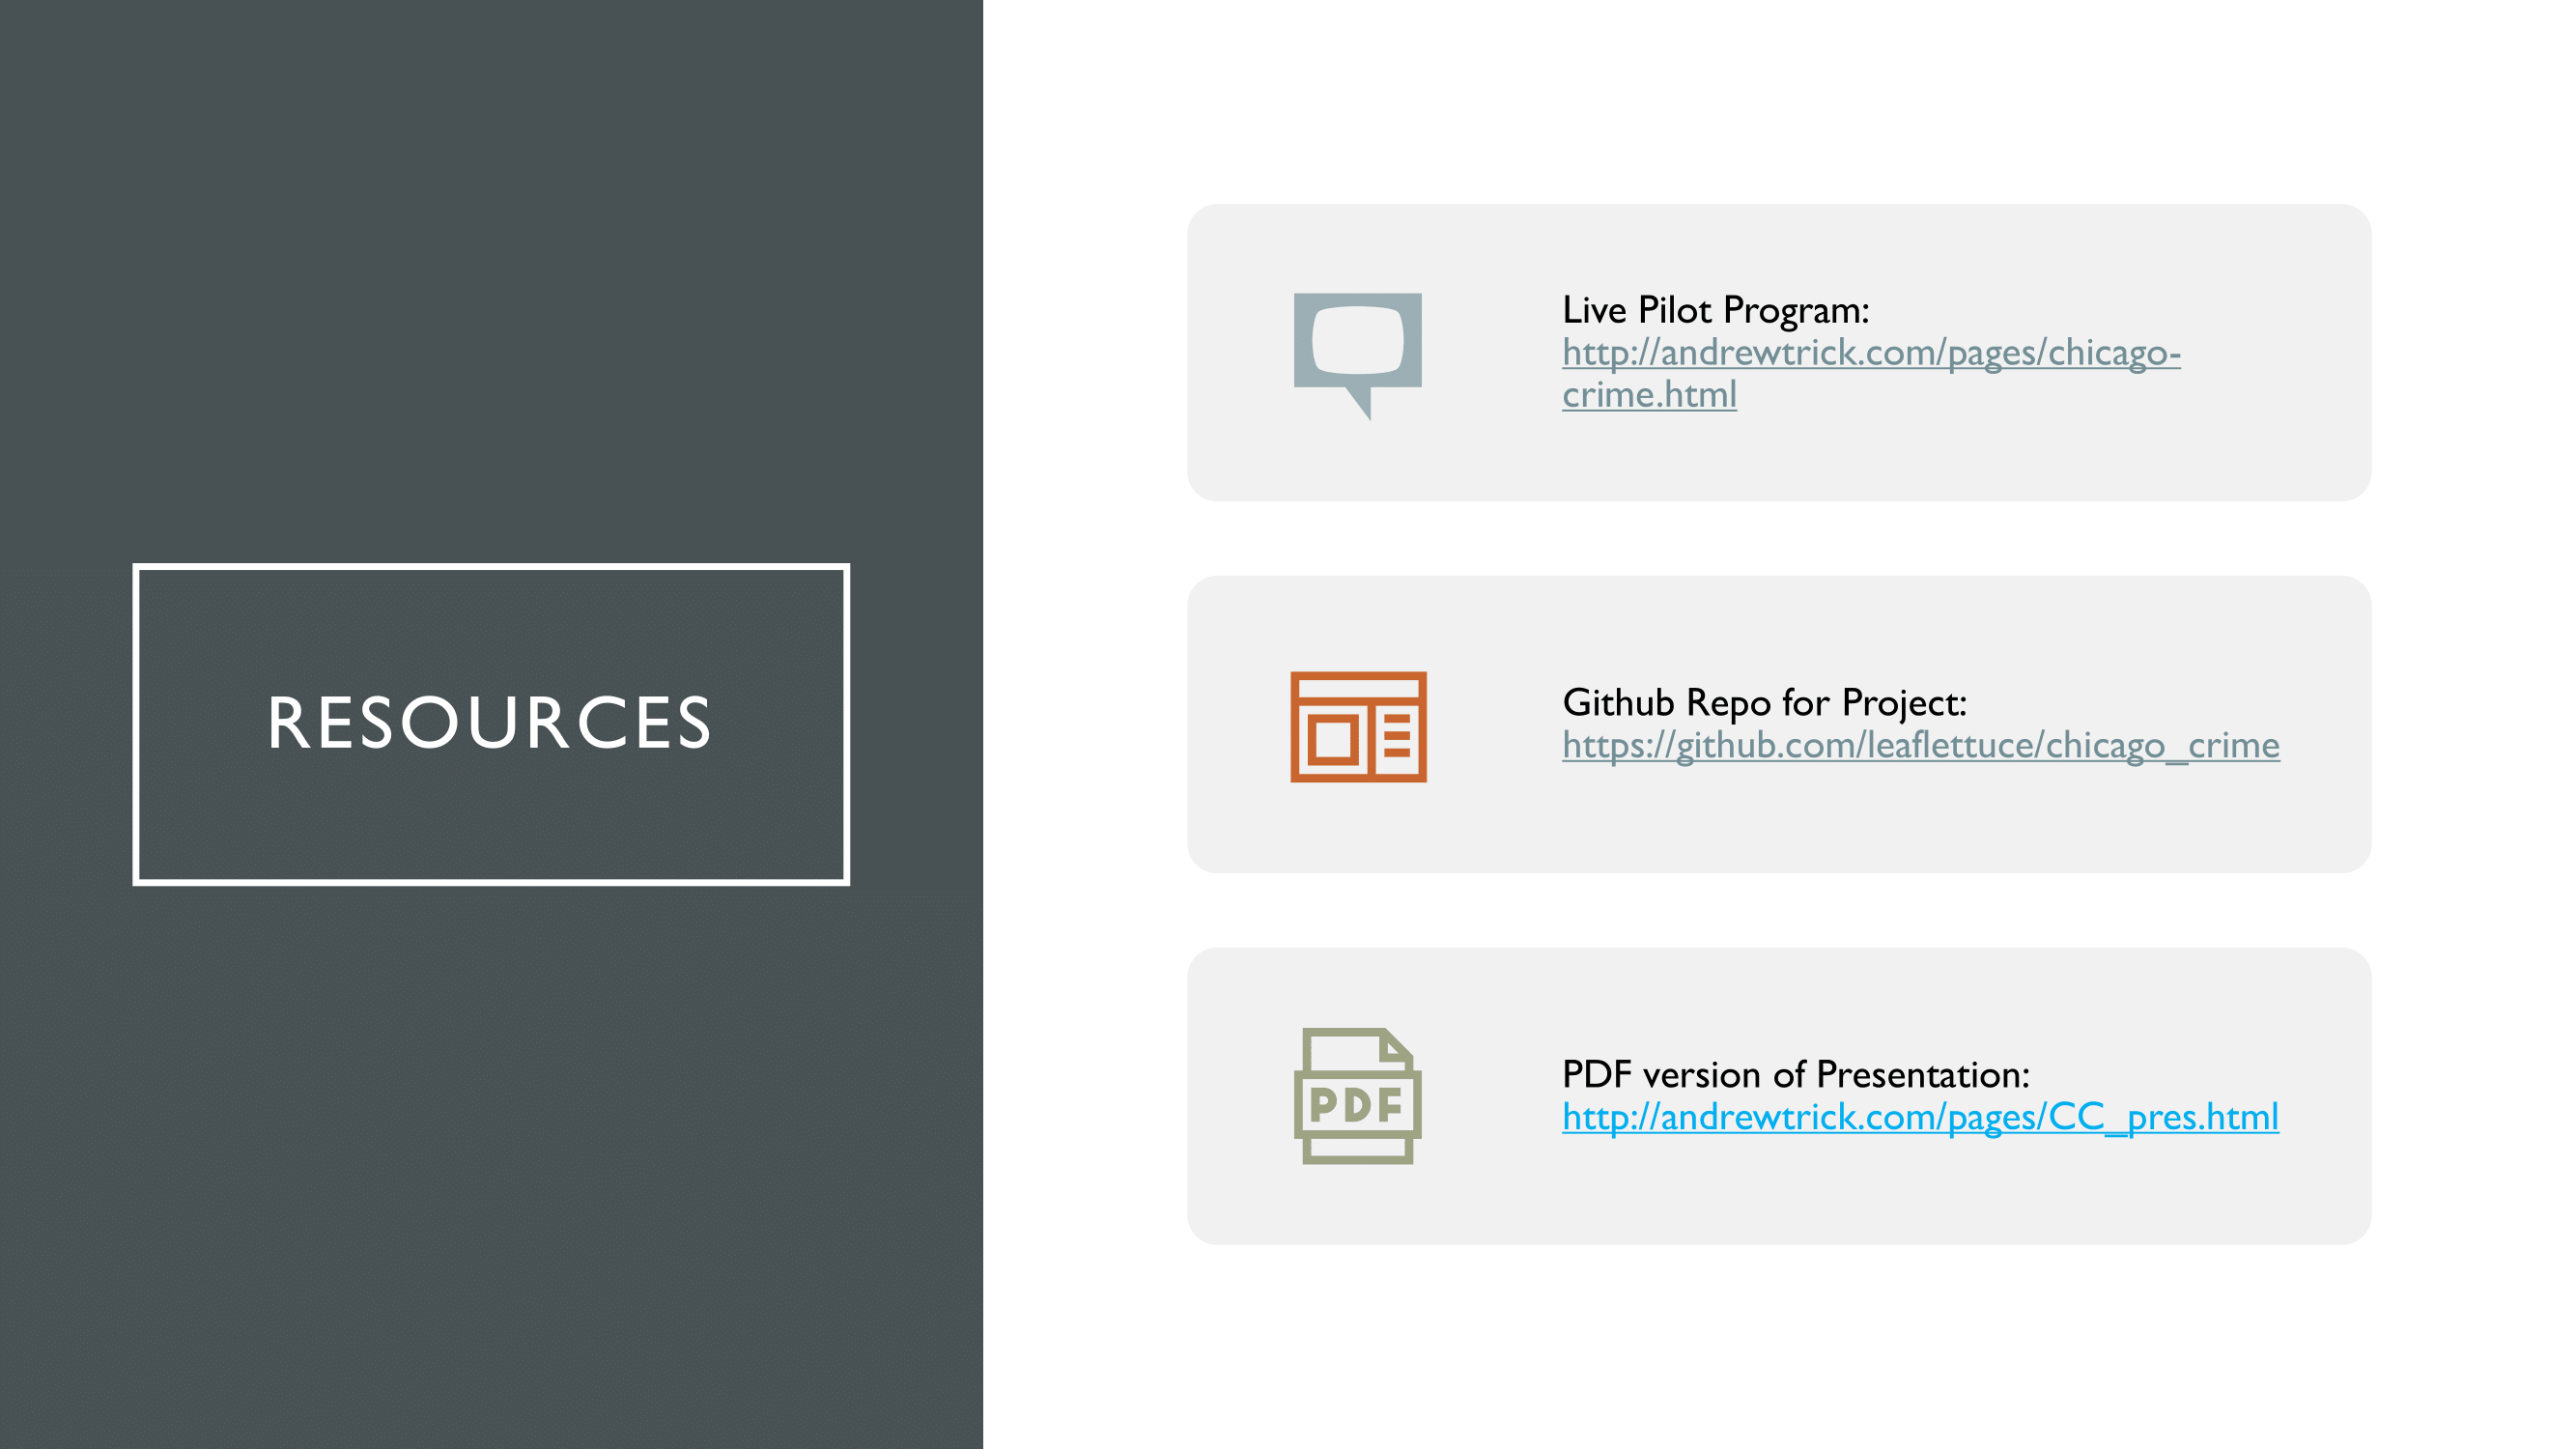 RESOURCES
Live Pilot Program:
http://andrewtrick.com/pages/chicago-
crime.html
Github Repo for Project:
https://github.com/leaflettuce/chicago_crime
PDF
PDF version of Presentation:
http://andrewtrick.com/pages/CC_pres.html